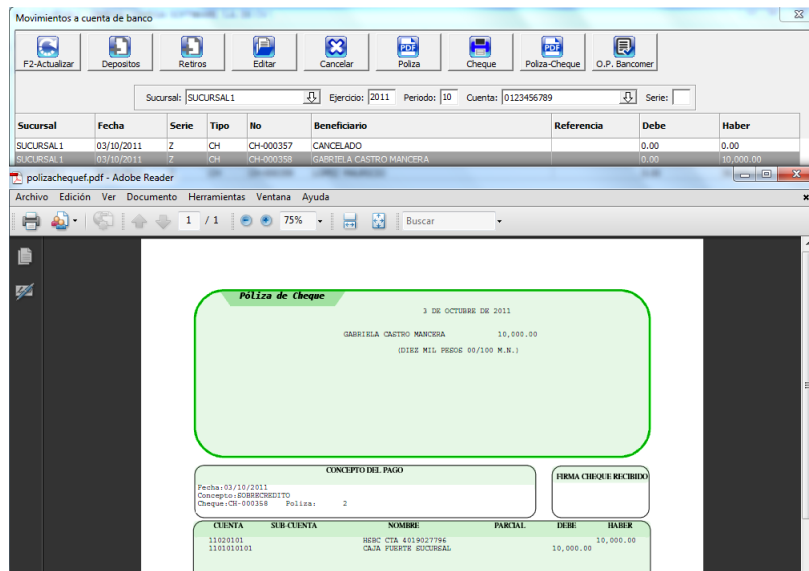 Movimientos a cuenta de banco
F2-Actualizar Depositos Retiros Editar Cancelar Poliza Cheque Poliza-Cheque O.P. Bancomer
Sucursal: SUCURSAL1 Ejercicio: 2011 Periodo: 10 Cuenta: 0123456789 Serie:
Sucursal Fecha Serie Tipo No Beneficiario Referencia Debe Haber
SUCURSAL1 03/10/2011 Z CH CH-000357 CANCELADO 0.00 0.00
SUCURSAL1 03/10/2011 Z CH CH-000358 GABRIELA CASTRO MANCERA 0.00 10,000.00
polizachequef.pdf - Adobe Reader
Archivo Edición Ver Documento Herramientas Ventana Ayuda
1 / 1 75% Buscar
Póliza de Cheque
3 DE OCTUBRE DE 2011
GABRIELA CASTRO MANCERA 10,000.00
(DIEZ MIL PESOS 00/100 M.N.)
CONCEPTO DEL PAGO
FIRMA CHEQUE RECIBIDO
Fecha:03/10/2011
Concepto:SOBRECREDITO
Cheque:CH-000358 Poliza: 2
CUENTA SUB-CUENTA NOMBRE PARCIAL DEBE HABER
11020101 HSBC CTA 4019027796 10,000.00
1101010101 CAJA FUERTE SUCURSAL 10,000.00